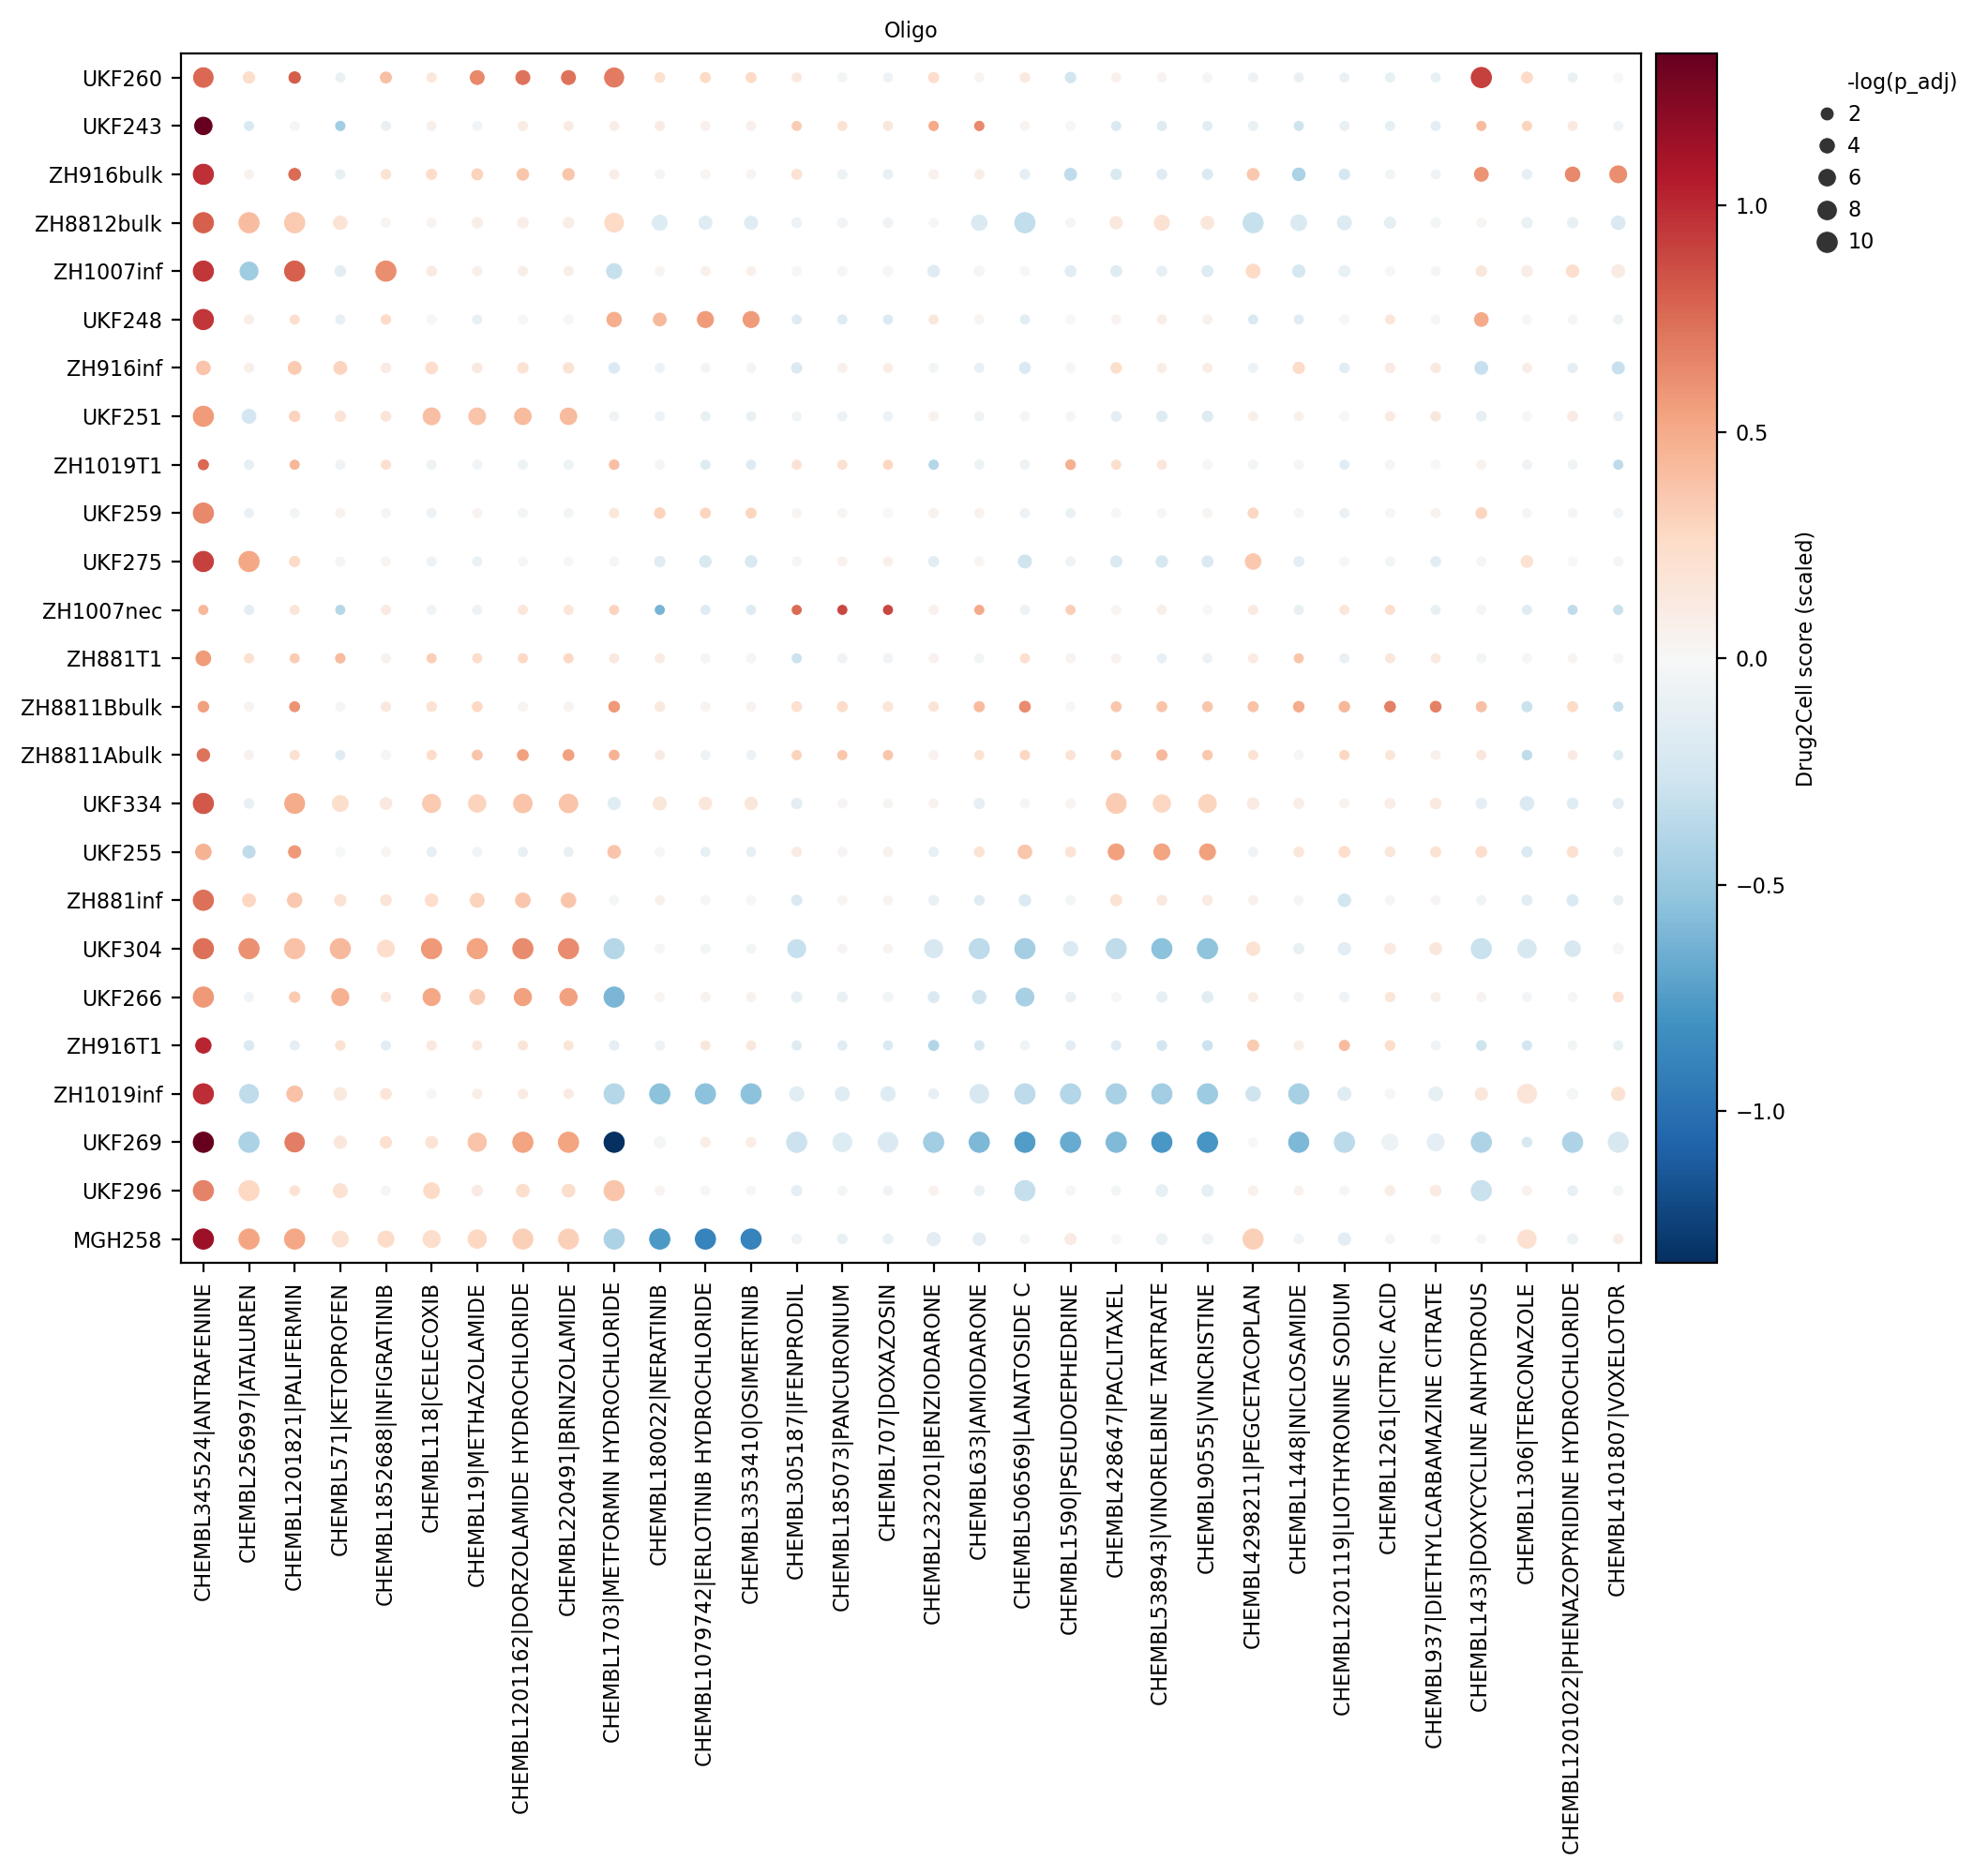 Oligo
UKF260
UKF243
ZH916bulk
ZH8812bulk
ZH1007inf
UKF248
ZH916inf
UKF251
ZH1019T1
UKF259
UKF275
ZH1007nec
ZH881T1
ZH8811Bbulk
ZH8811Abulk
UKF334
UKF255
ZH881inf
UKF304
UKF266
ZH916T1
ZH1019inf
UKF269
UKF296
MGH258
CHEMBL345524|ANTRAFENINE
CHEMBL256997|ATALUREN
CHEMBL1201821|PALIFERMIN
CHEMBL571|KETOPROFEN
CHEMBL1852688|INFIGRATINIB
CHEMBL118|CELECOXIB
CHEMBL19|METHAZOLAMIDE
CHEMBL1201162|DORZOLAMIDE HYDROCHLORIDE
CHEMBL220491|BRINZOLAMIDE
CHEMBL1703|METFORMIN HYDROCHLORIDE
CHEMBL180022|NERATINIB
CHEMBL1079742|ERLOTINIB HYDROCHLORIDE
CHEMBL3353410|OSIMERTINIB
CHEMBL305187|IFENPRODIL
CHEMBL1185073|PANCURONIUM
CHEMBL707|DOXAZOSIN
CHEMBL232201|BENZIODARONE
CHEMBL633|AMIODARONE
CHEMBL506569|LANATOSIDE C
CHEMBL1590|PSEUDOEPHEDRINE
CHEMBL428647|PACLITAXEL
CHEMBL538943|VINORELBINE TARTRATE
CHEMBL90555|VINCRISTINE
CHEMBL4298211|PEGCETACOPLAN
CHEMBL1448|NICLOSAMIDE
CHEMBL1201119|LIOTHYRONINE SODIUM
CHEMBL1261|CITRIC ACID
CHEMBL937|DIETHYLCARBAMAZINE CITRATE
CHEMBL1433|DOXYCYCLINE ANHYDROUS
CHEMBL1306|TERCONAZOLE
CHEMBL1201022|PHENAZOPYRIDINE HYDROCHLORIDE
CHEMBL4101807|VOXELOTOR
1.0
0.5
0.0
−0.5
−1.0
Drug2Cell score (scaled)
-log(p_adj)
2
4
6
8
10